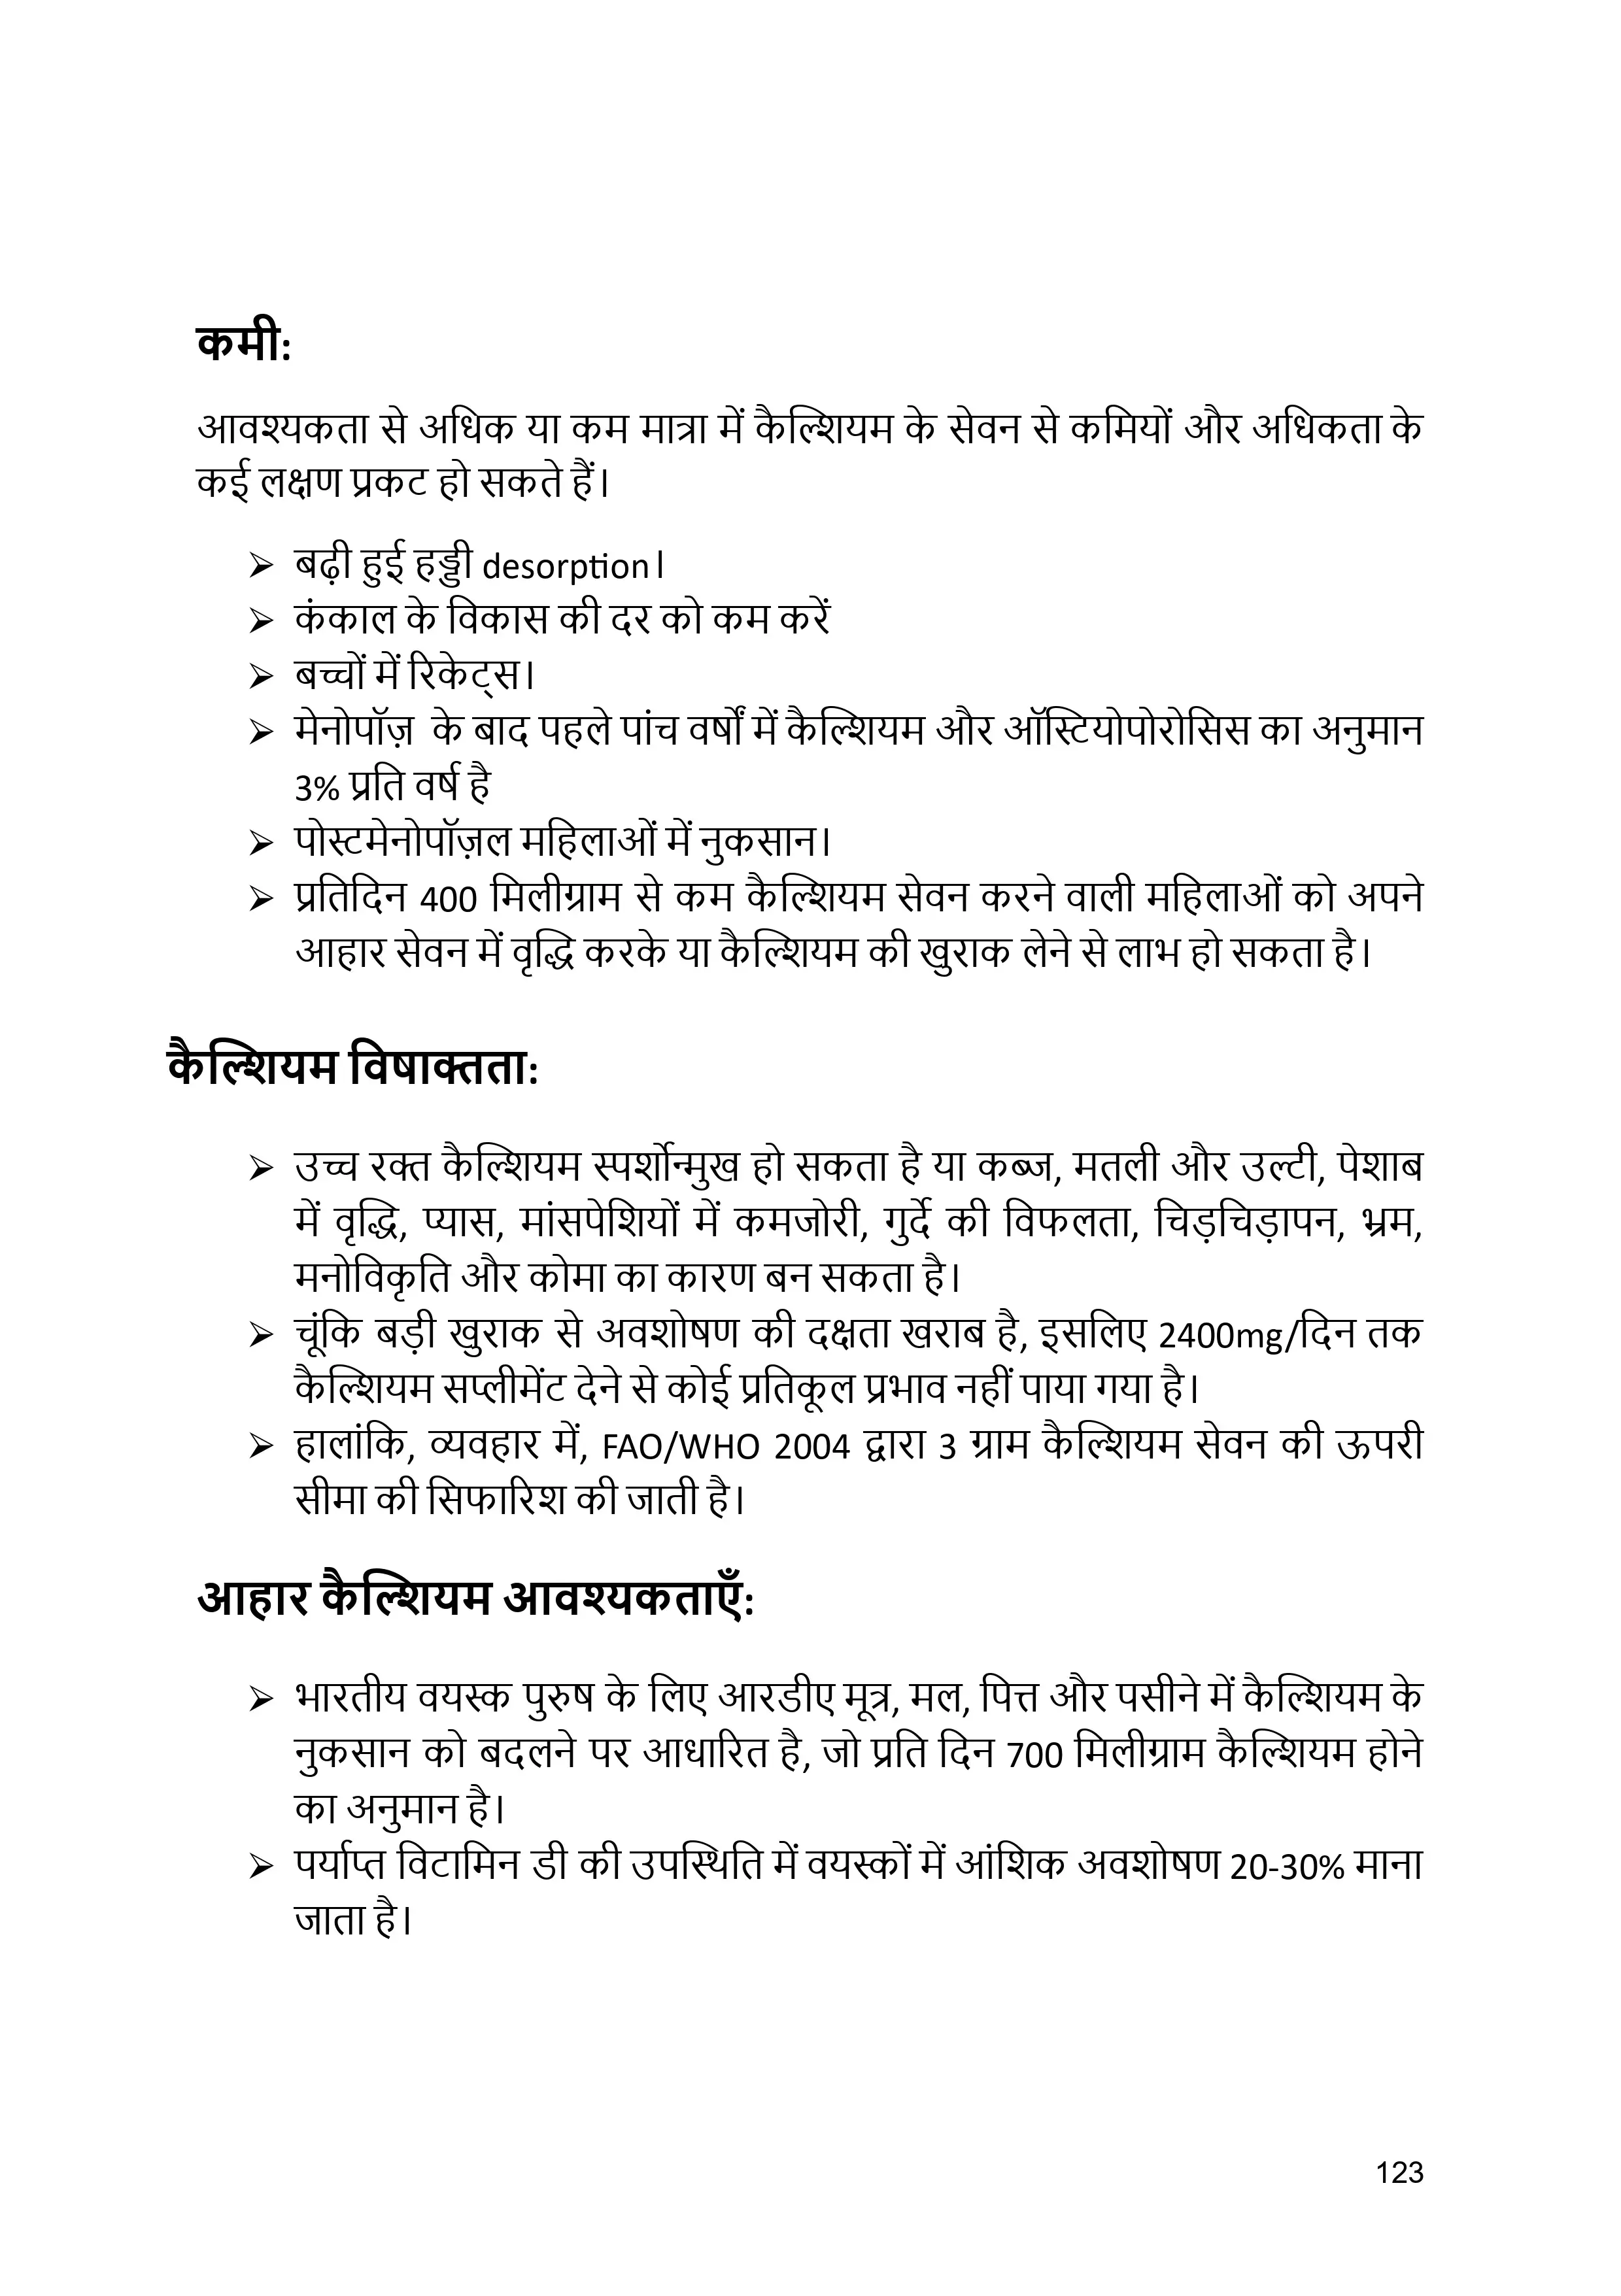 कमी:
आवश्यकता से अधिक या कम मात्रा में कैल्शियम के सेवन से कमियों और अधिकता के
कई लक्षण प्रकट हो सकते हैं।
➢ बढ़ी हुई हड्डी desorption।
➢ कंकाल के विकास की दर को कम करें
➢ बच्चों में रिकेट्स।
➢ मेनोपॉज़ के बाद पहले पांच वर्षों में कैल्शियम और ऑस्टियोपोरोसिस का अनुमान
3% प्रति वर्ष है
➢ पोस्टमेनोपॉज़ल महिलाओं में नुकसान।
➢ प्रतिदिन 400 मिलीग्राम से कम कैल्शियम सेवन करने वाली महिलाओं को अपने
आहार सेवन में वृद्धि करके या कैल्शियम की खुराक लेने से लाभ हो सकता है।
कैल्शियम विषाक्तता:
➢ उच्च रक्त कैल्शियम स्पर्शोन्मुख हो सकता है या कब्ज, मतली और उल्टी, पेशाब
में वृद्धि, प्यास, मांसपेशियों में कमजोरी, गुर्दे की विफलता, चिड़चिड़ापन, भ्रम,
मनोविकृति और कोमा का कारण बन सकता है।
➢ चूंकि बड़ी खुराक से अवशोषण की दक्षता खराब है, इसलिए 2400mg/दिन तक
कैल्शियम सप्लीमेंट देने से कोई प्रतिकूल प्रभाव नहीं पाया गया है।
➢ हालांकि, व्यवहार में, FAO/WHO 2004 द्वारा 3 ग्राम कैल्शियम सेवन की ऊपरी
सीमा की सिफारिश की जाती है।
आहार कैल्शियम आवश्यकताएँ:
➢ भारतीय वयस्क पुरुष के लिए आरडीए मूत्र, मल, पित्त और पसीने में कैल्शियम के
नुकसान को बदलने पर आधारित है, जो प्रति दिन 700 मिलीग्राम कैल्शियम होने
का अनुमान है।
➢ पर्याप्त विटामिन डी की उपस्थिति में वयस्कों में आंशिक अवशोषण 20-30% माना
जाता है।
123